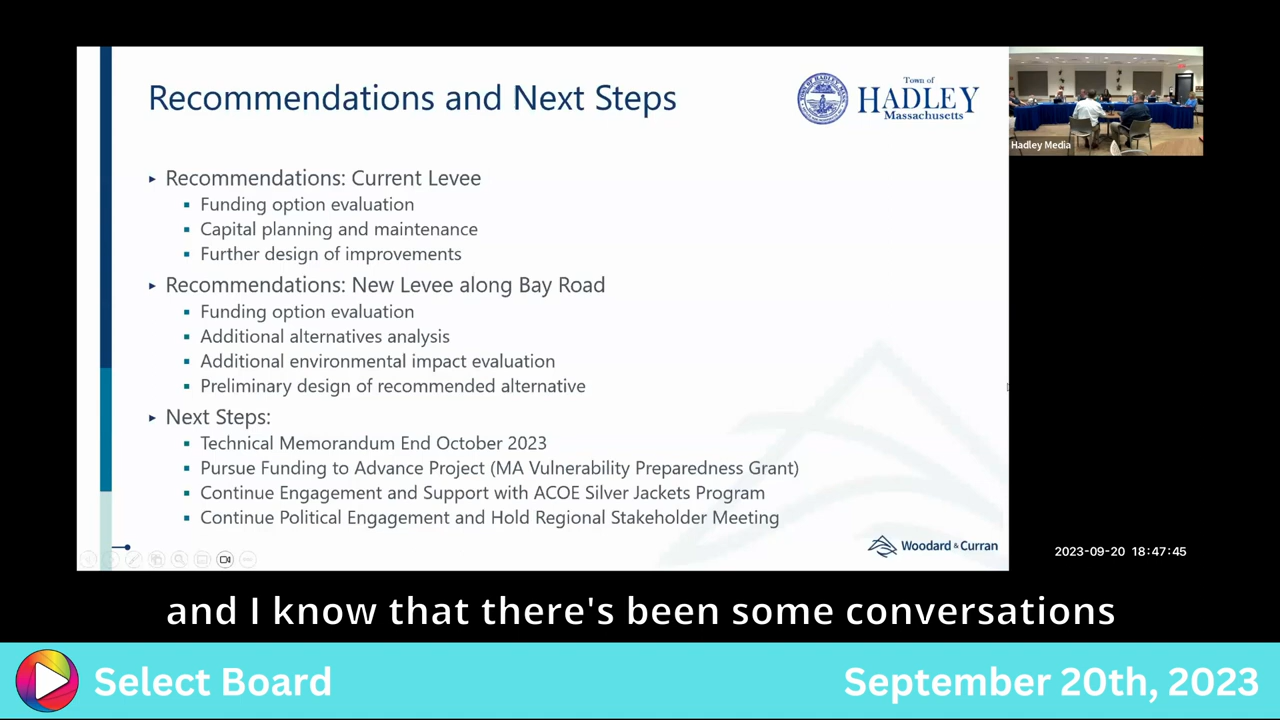 Recommendations and Next Steps
Town of
HADLEY
Massachusetts
Hadley Media
Recommendations: Current Levee
Funding option evaluation
Capital planning and maintenance
Further design of improvements
Recommendations: New Levee along Bay Road
Funding option evaluation
Additional alternatives analysis
Additional environmental impact evaluation
Preliminary design of recommended alternative
Next Steps:
Technical Memorandum End October 2023
Pursue Funding to Advance Project (MA Vulnerability Preparedness Grant)
Continue Engagement and Support with ACOE Silver Jackets Program
Continue Political Engagement and Hold Regional Stakeholder Meeting
Woodard & Curran
2023-09-20 18:47:45
and I know that there's been some conversations
Select Board
September 20th, 2023